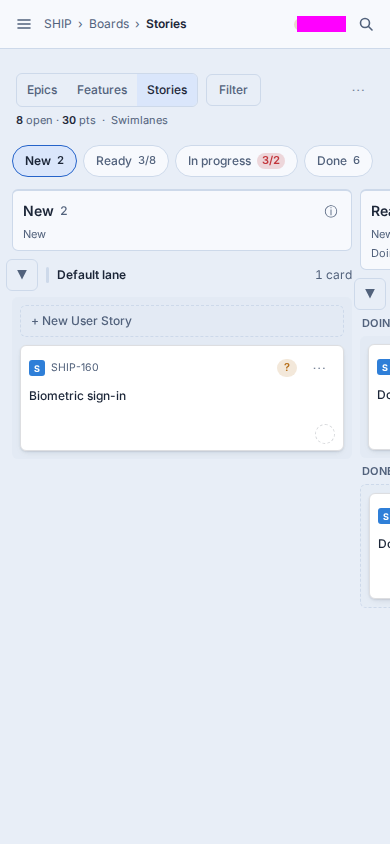 SHIP › Boards › Stories
Epics Features Stories Filter ...
8 open · 30 pts · Swimlanes
New 2 Ready 3/8 In progress 3/2 Done 6
New 2
New
Default lane 1 card
+ New User Story
S SHIP-160 ? ...
Biometric sign-in
Rea
New
Doi
DOIN
S
Do
DONE
S
Do